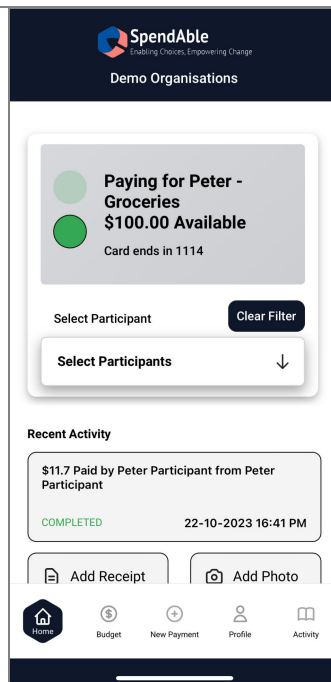 SpendAble
Enabling Choices, Empowering Change
Demo Organisations
Paying for Peter -
Groceries
$100.00 Available
Card ends in 1114
Select Participant
Clear Filter
Select Participants
Recent Activity
$11.7 Paid by Peter Participant from Peter
Participant
COMPLETED
22-10-2023 16:41 PM
Add Receipt
Add Photo
Home
Budget
New Payment
Profile
Activity